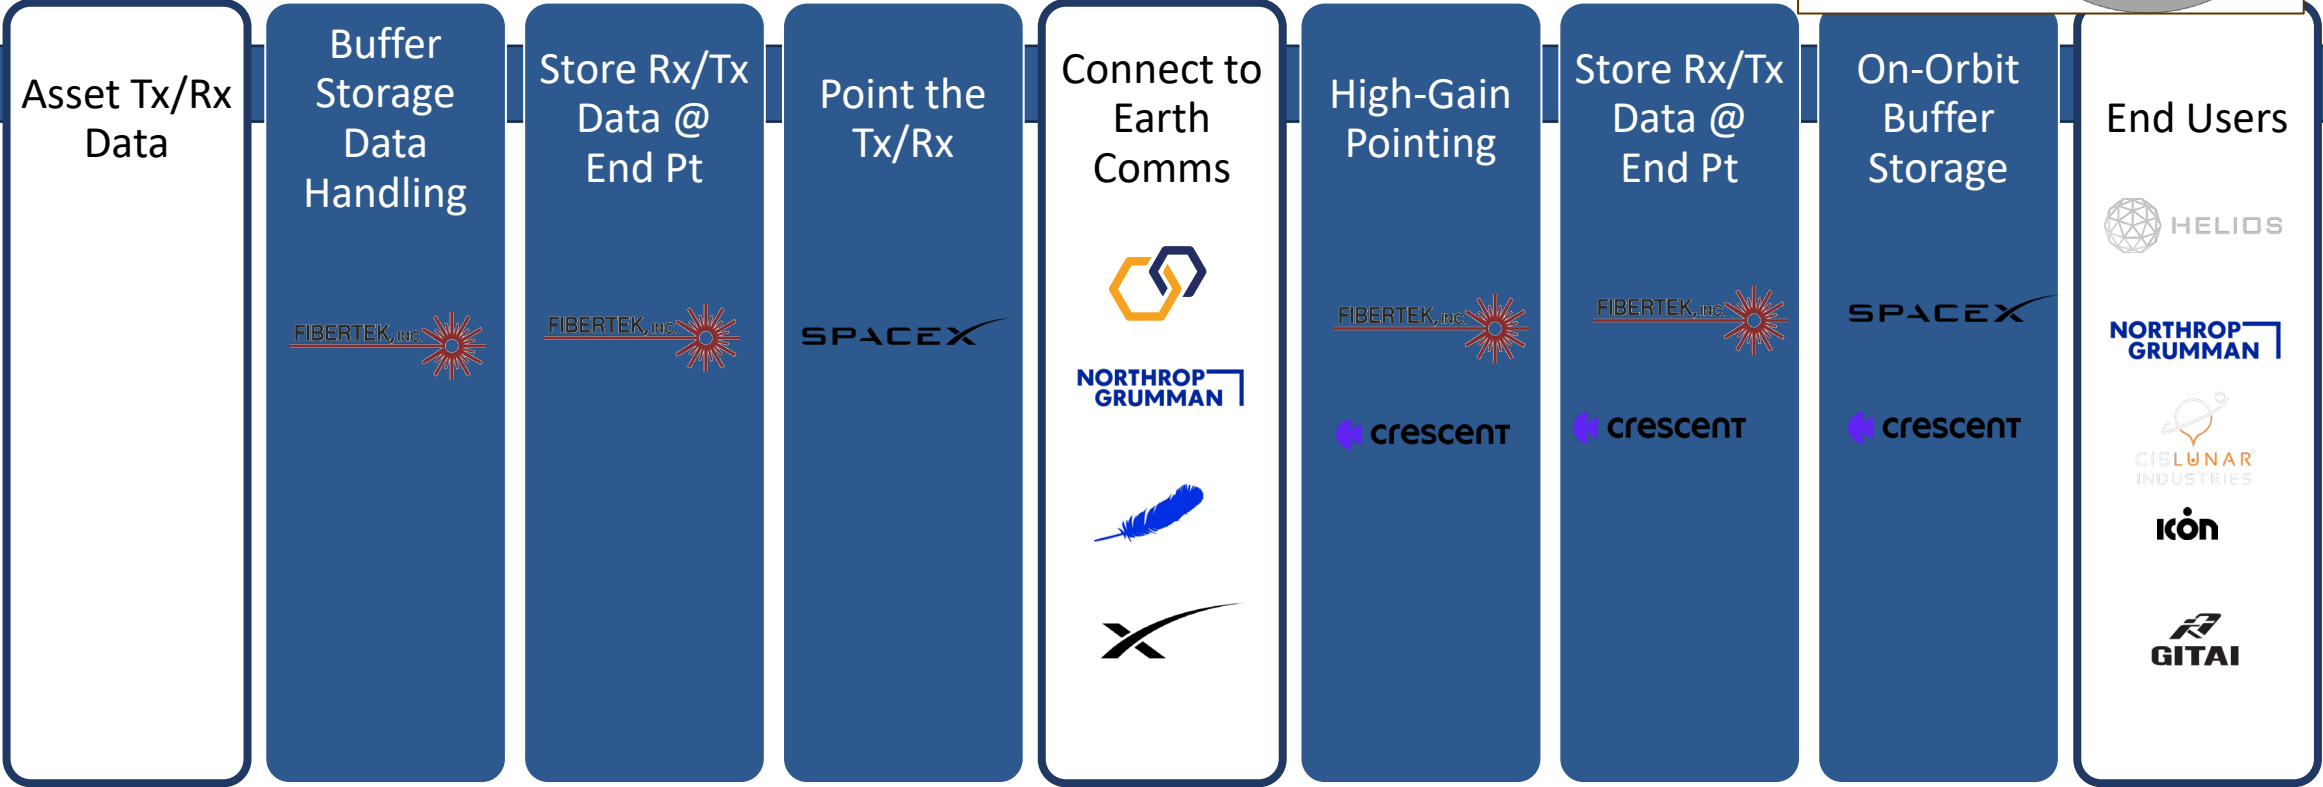 Asset Tx/Rx
Data
Buffer
Storage
Data
Handling
FIBERTEK, INC.
Store Rx/Tx
Data @
End Pt
FIBERTEK, INC.
Point the
Tx/Rx
SPACEX
Connect to
Earth
Comms
NORTHROP
GRUMMAN
High-Gain
Pointing
FIBERTEK, INC.
crescent
Store Rx/Tx
Data @
End Pt
FIBERTEK, INC.
crescent
On-Orbit
Buffer
Storage
SPACEX
crescent
End Users
HELIOS
NORTHROP
GRUMMAN
CISLUNAR
INDUSTRIES
ICON
GITAI